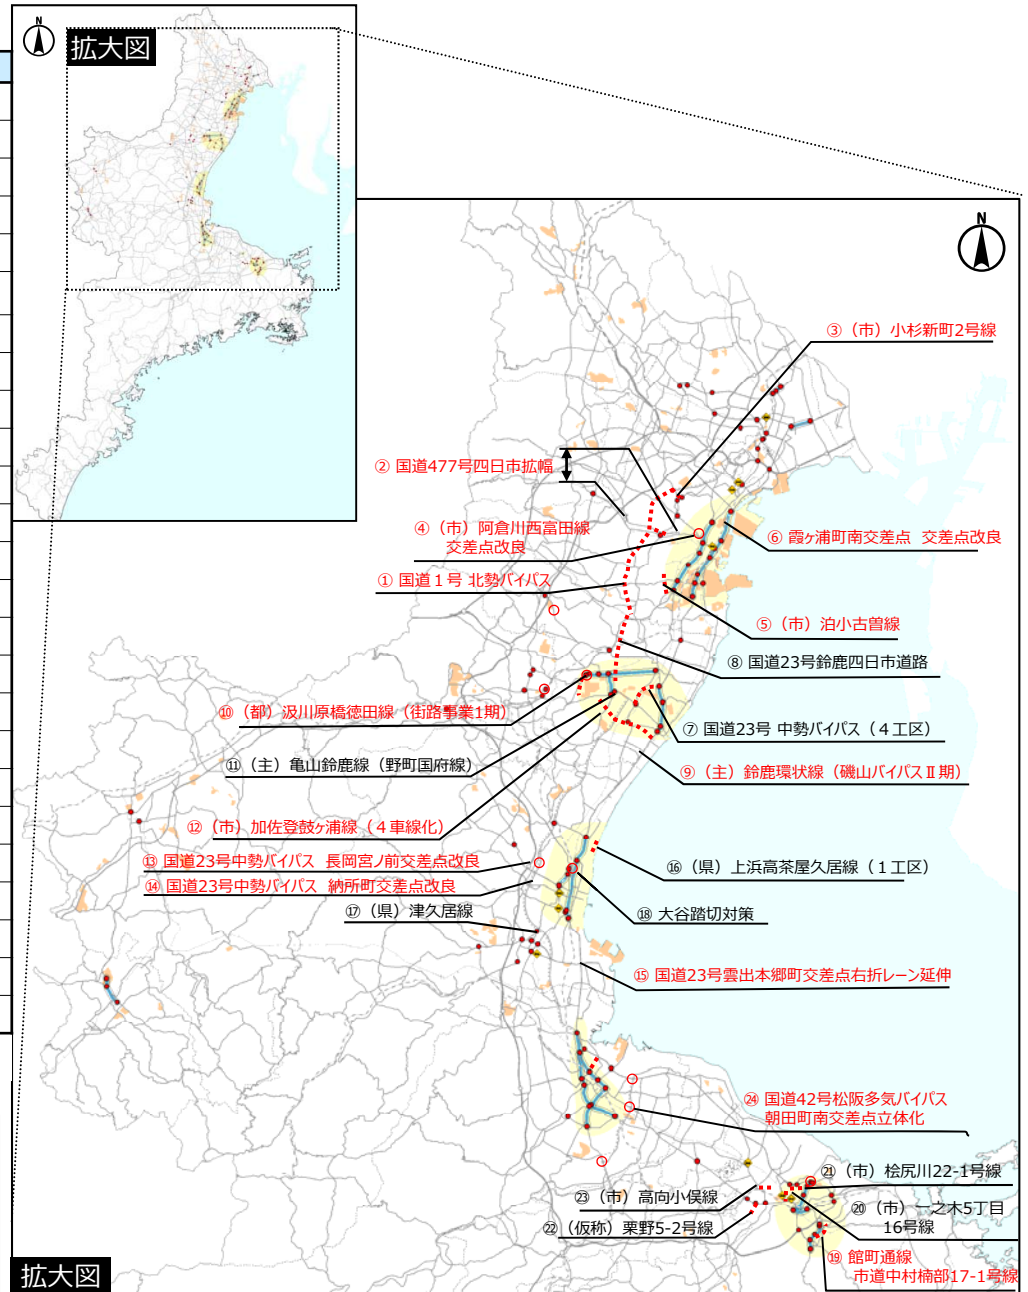 N
拡大図
N
③（市）小杉新町2号線
② 国道477号四日市拡幅
④（市）阿倉川西富田線
交差点改良
⑥ 霞ヶ浦町南交差点 交差点改良
① 国道１号 北勢バイパス
⑤（市）泊小古曽線
⑧ 国道23号鈴鹿四日市道路
⑩（都）汲川原橋徳田線（街路事業1期）
⑦ 国道23号 中勢バイパス（４工区）
⑪（主）亀山鈴鹿線（野町国府線）
⑨（主）鈴鹿環状線（磯山バイパスⅡ期）
⑫（市）加佐登鼓ヶ浦線（４車線化）
⑬ 国道23号中勢バイパス 長岡宮ノ前交差点改良
⑯（県）上浜高茶屋久居線（１工区）
⑭ 国道23号中勢バイパス 納所町交差点改良
⑰（県）津久居線
⑱ 大谷踏切対策
⑮ 国道23号雲出本郷町交差点右折レーン延伸
㉔ 国道42号松阪多気バイパス
朝田町南交差点立体化
㉑（市）桧尻川22-1号線
㉓（市）高向小俣線
⑳（市）一之木5丁目
16号線
㉒（仮称）粟野5-2号線
⑲ 館町通線
市道中村楠部17-1号線
拡大図